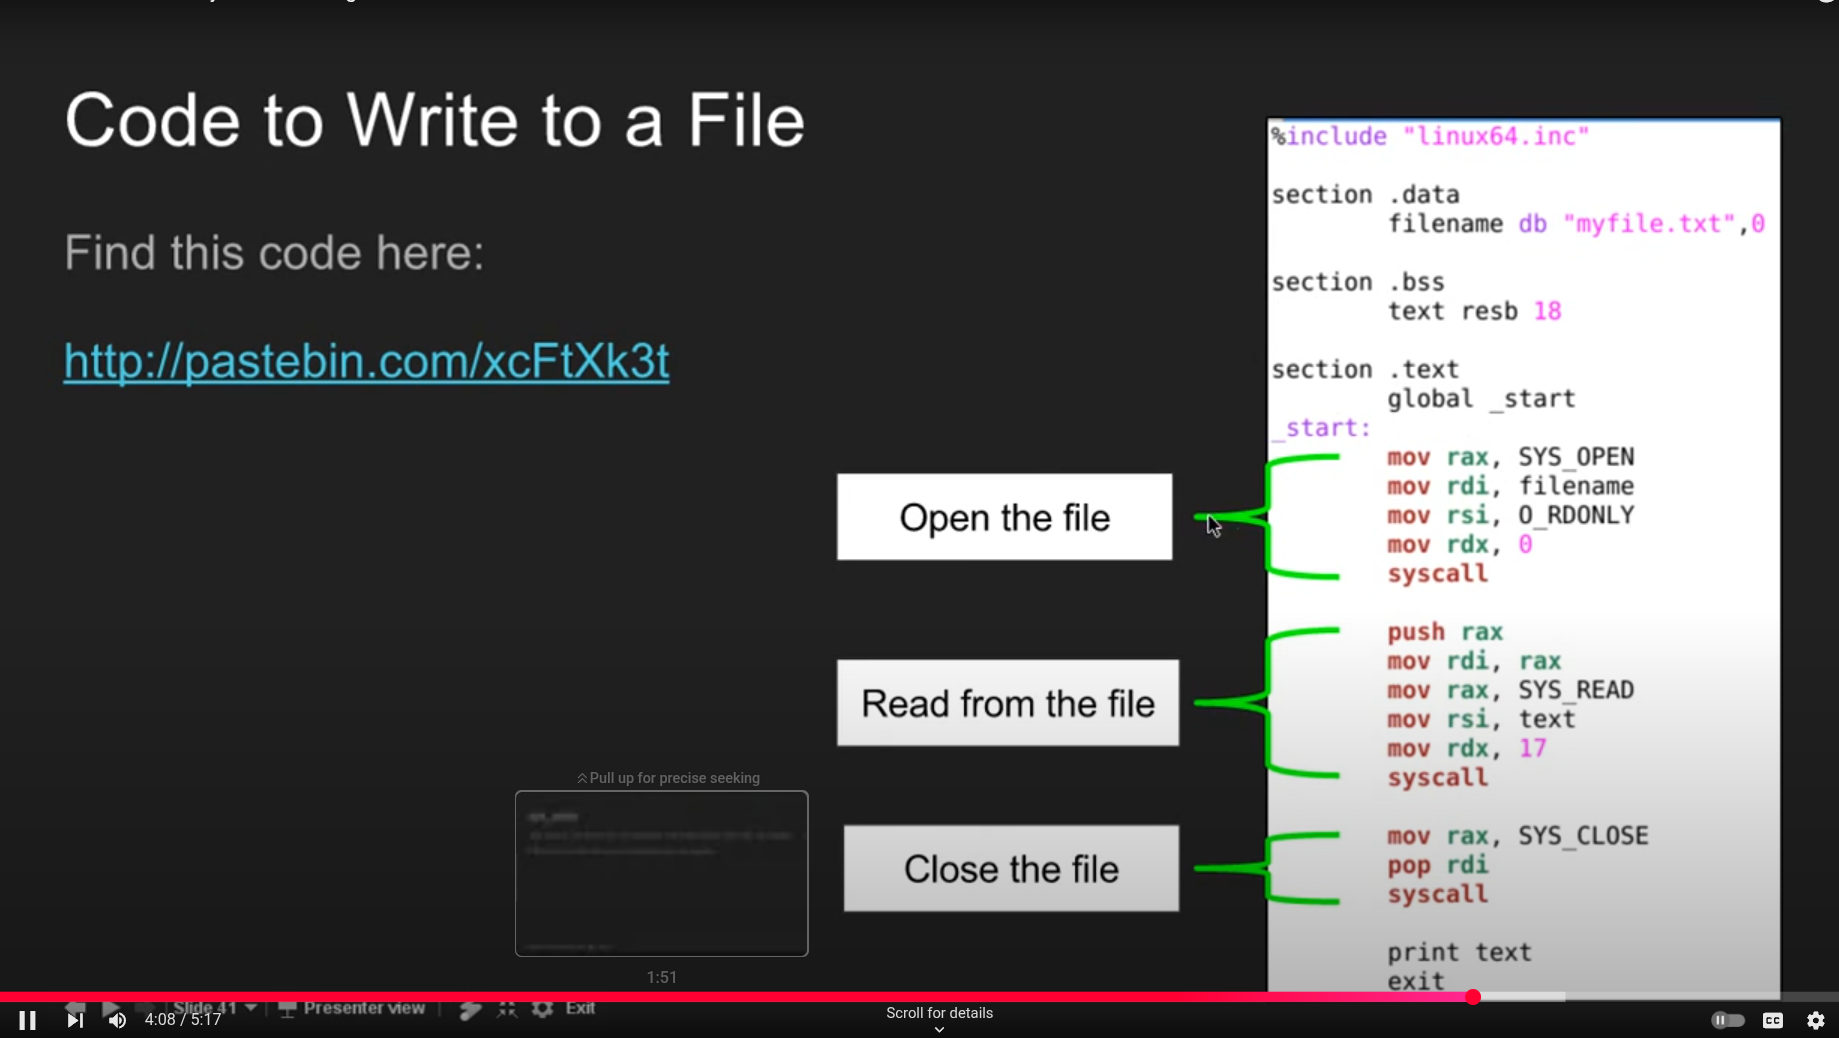 Code to Write to a File
Find this code here:
http://pastebin.com/xcFtXk3t
%include "linux64.inc"
section .data
filename db "myfile.txt",0
section .bss
text resb 18
section .text
global _start
_start:
mov rax, SYS_OPEN
mov rdi, filename
mov rsi, O_RDONLY
mov rdx, 0
syscall
push rax
mov rdi, rax
mov rax, SYS_READ
mov rsi, text
mov rdx, 17
syscall
mov rax, SYS_CLOSE
pop rdi
syscall
print text
exit
Open the file
Read from the file
Close the file
Pull up for precise seeking
1:51
Slide 41
Presenter view
Exit
4:08 / 5:17
Scroll for details
CC